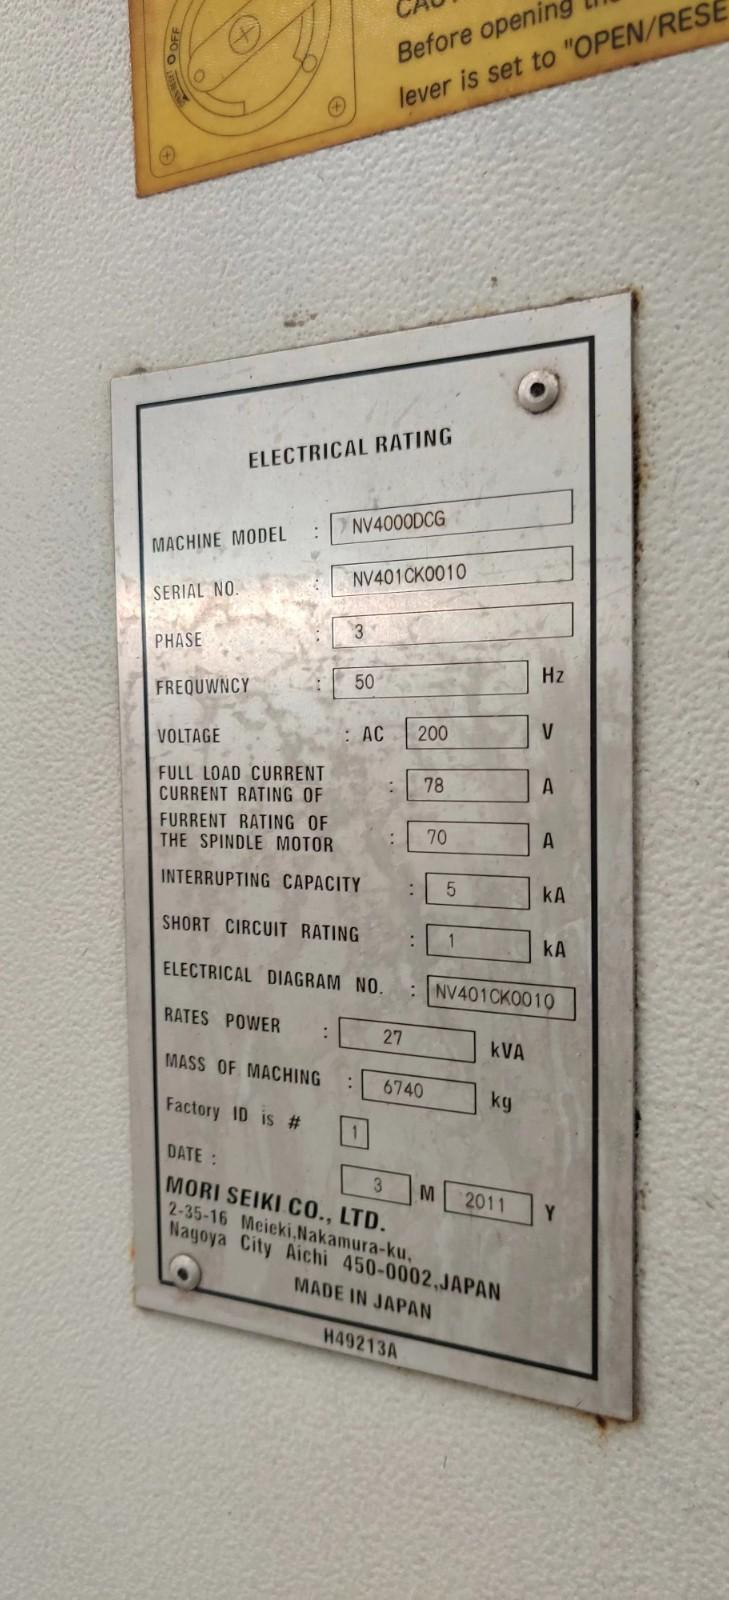 OFF
CAU
Before opening the
lever is set to "OPEN/RESE
ELECTRICAL RATING
MACHINE MODEL : NV4000DCG
SERIAL NO. : NV401CK0010
PHASE : 3
FREQUWNCY : 50 Hz
VOLTAGE : AC 200 V
FULL LOAD CURRENT
CURRENT RATING OF : 78 A
FURRENT RATING OF
THE SPINDLE MOTOR : 70 A
INTERRUPTING CAPACITY : 5 kA
SHORT CIRCUIT RATING : 1 kA
ELECTRICAL DIAGRAM NO. : NV401CK0010
RATES POWER : 27 kVA
MASS OF MACHING : 6740 kg
Factory ID is # 1
DATE : 3 M 2011 Y
MORI SEIKI CO., LTD.
2-35-16 Meieki,Nakamura-ku,
Nagoya City Aichi 450-0002,JAPAN
MADE IN JAPAN
H49213A